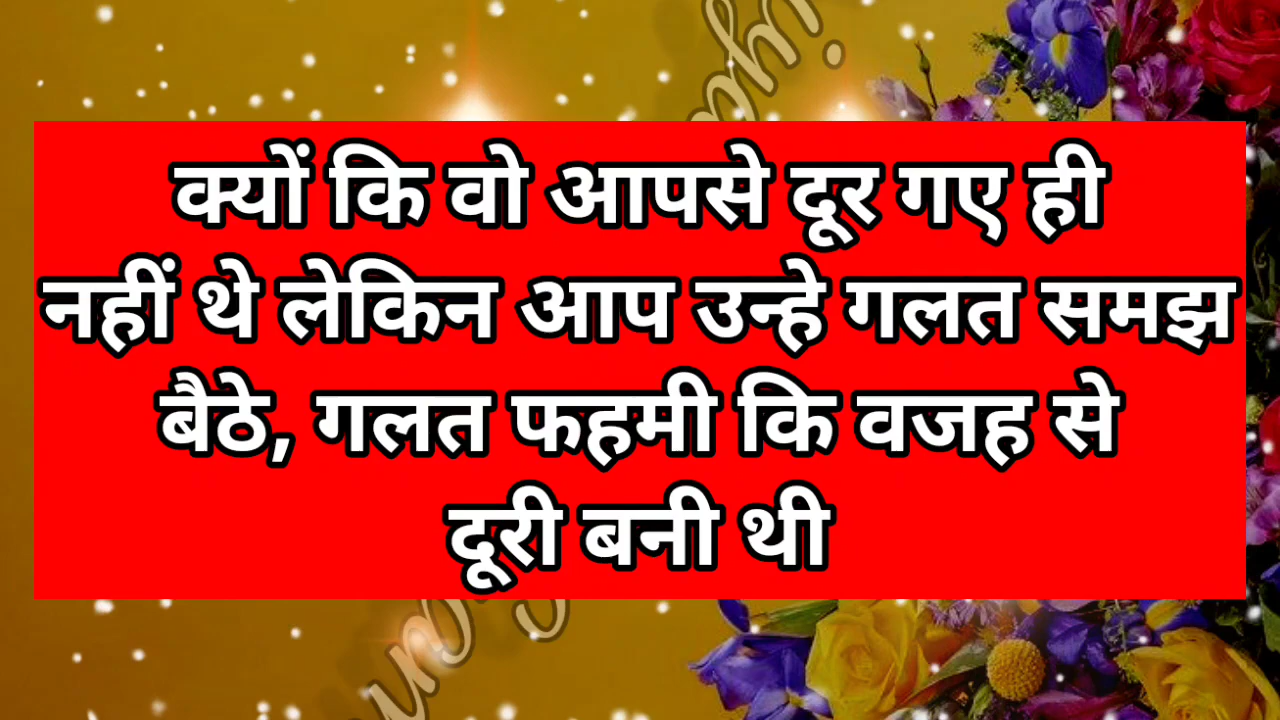 क्यों कि वो आपसे दूर गए ही
नहीं थे लेकिन आप उन्हे गलत समझ
बैठे, गलत फहमी कि वजह से
दूरी बनी थी